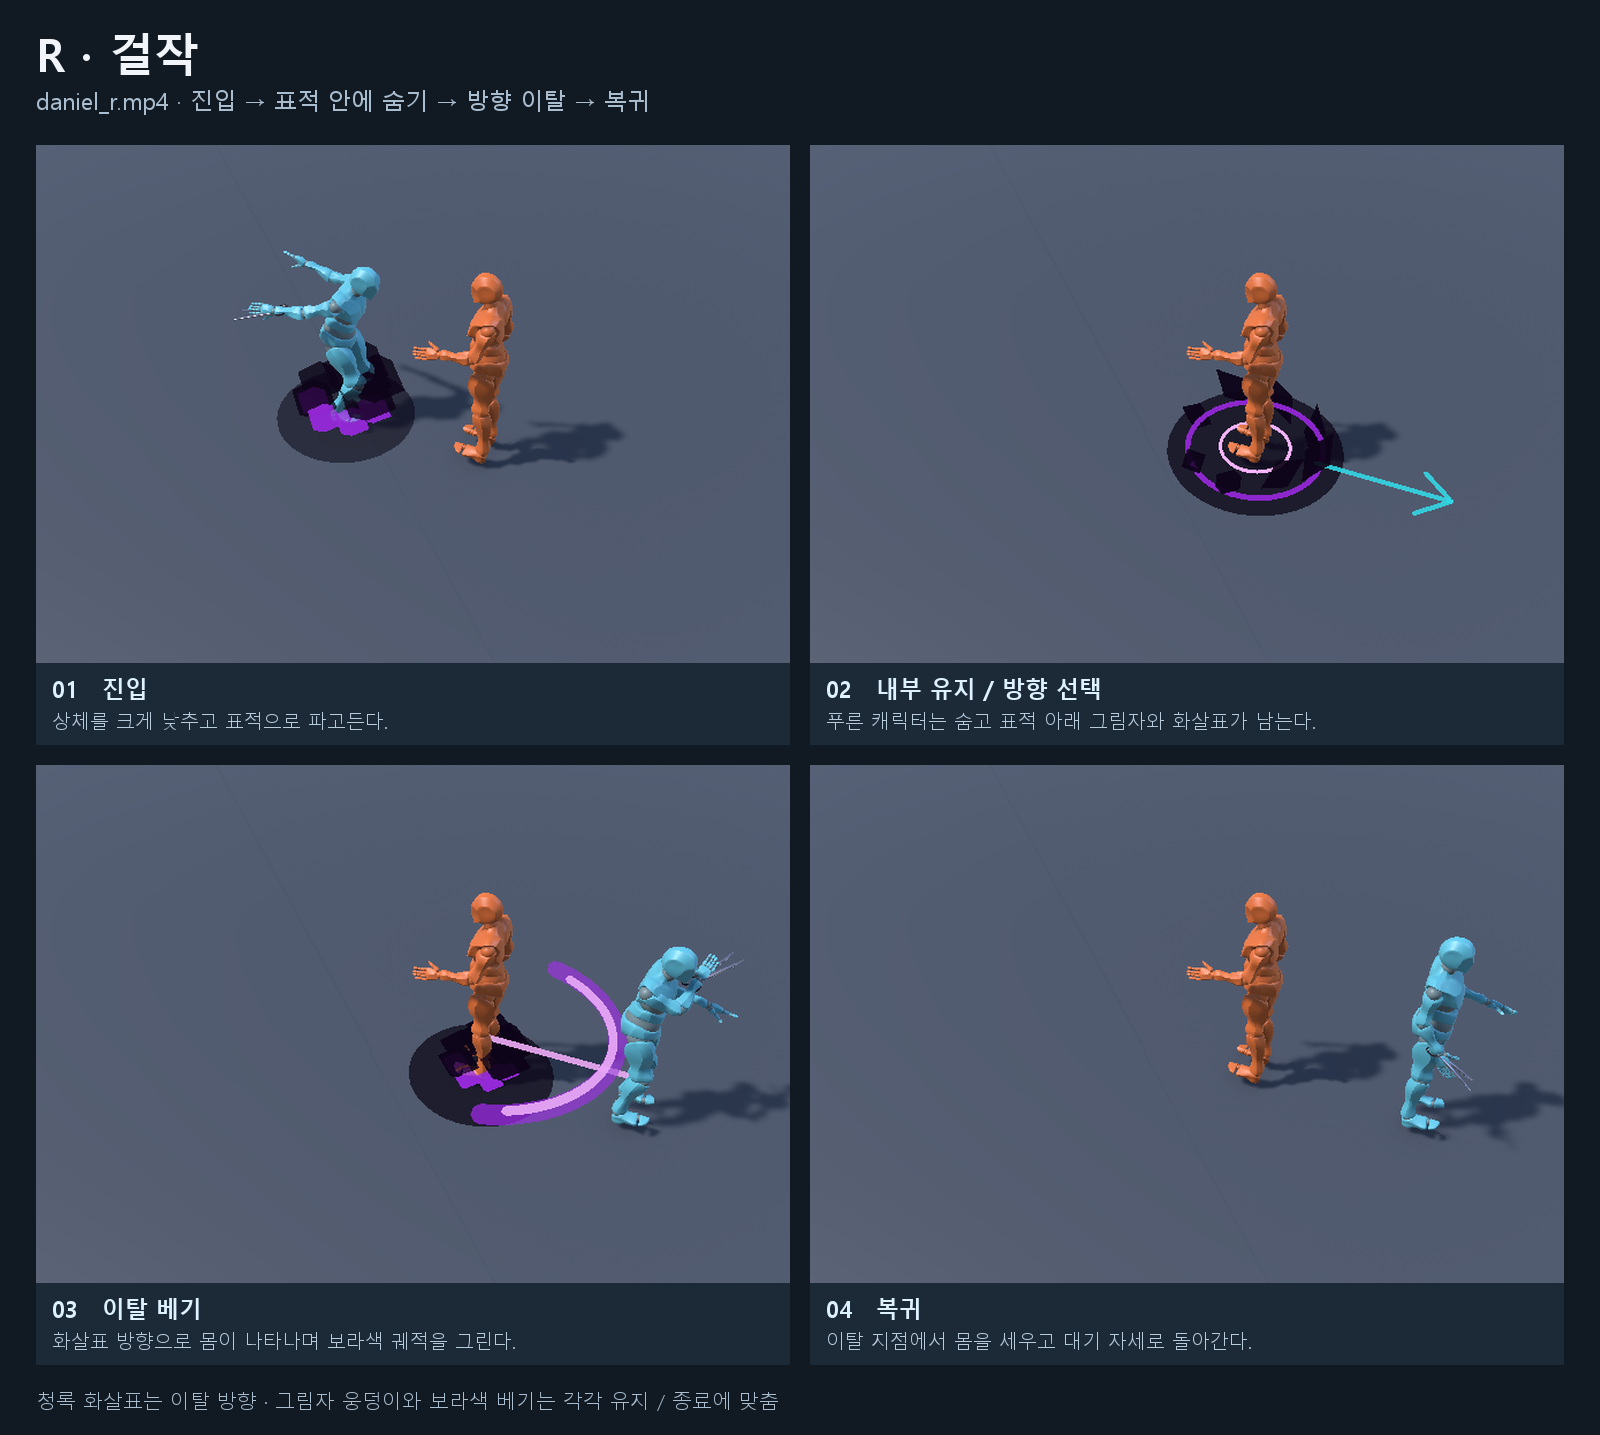 R · 걸작
daniel_r.mp4 · 진입 → 표적 안에 숨기 → 방향 이탈 → 복귀
01 진입
상체를 크게 낮추고 표적으로 파고든다.
02 내부 유지 / 방향 선택
푸른 캐릭터는 숨고 표적 아래 그림자와 화살표가 남는다.
03 이탈 베기
화살표 방향으로 몸이 나타나며 보라색 궤적을 그린다.
04 복귀
이탈 지점에서 몸을 세우고 대기 자세로 돌아간다.
청록 화살표는 이탈 방향 · 그림자 웅덩이와 보라색 베기는 각각 유지 / 종료에 맞춤